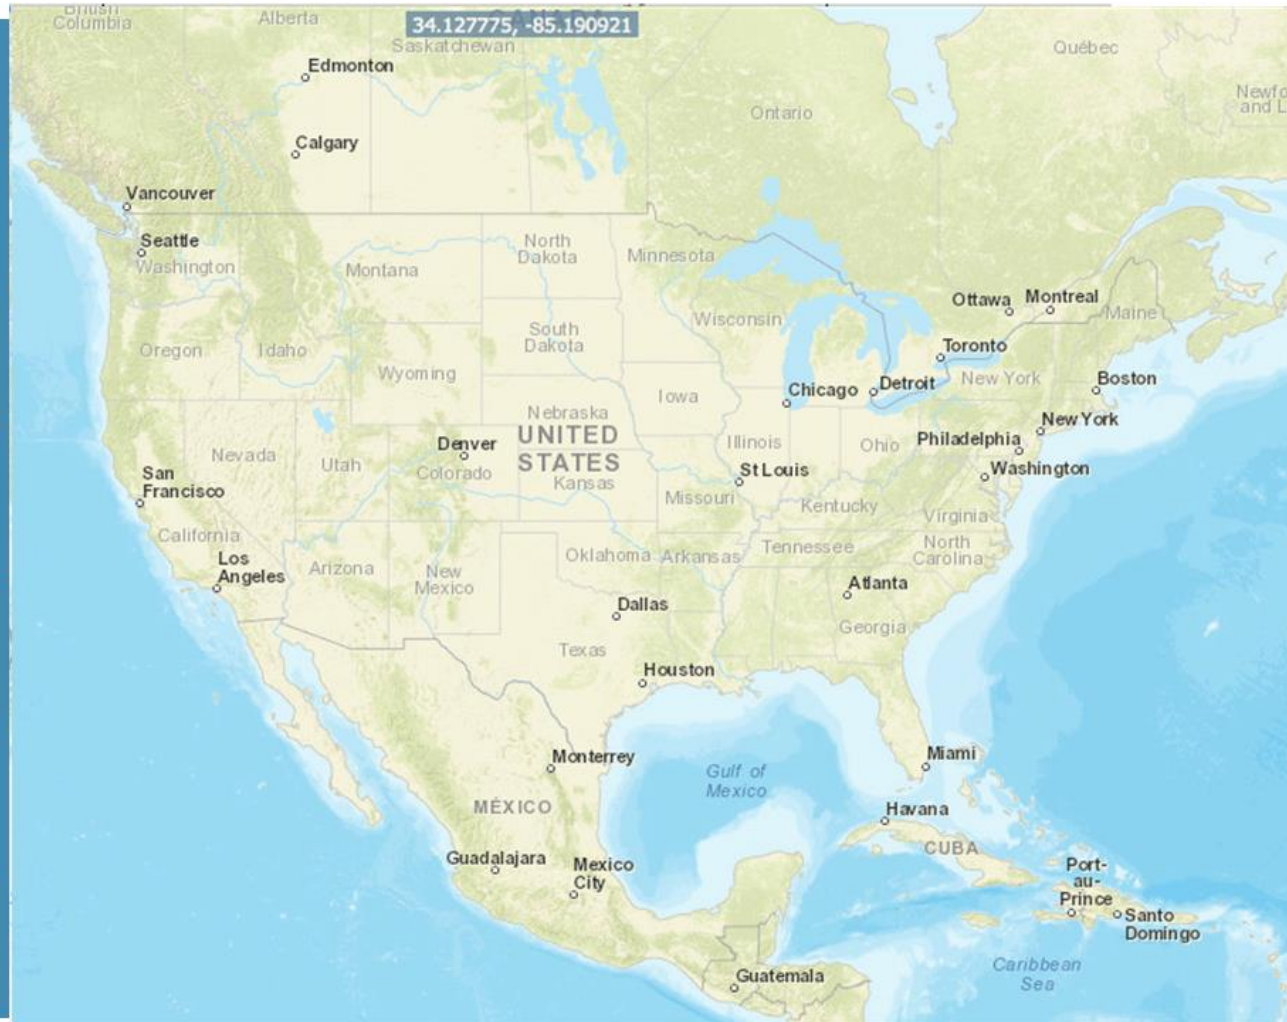 British
Columbia
Alberta
34.127775, -85.190921
Saskatchewan
Québec
Edmonton
Ontario
Calgary
Vancouver
Seattle
Washington
Montana
North
Dakota
Minnesota
Ottawa
Montreal
Maine
Oregon
Idaho
South
Dakota
Wisconsin
Toronto
Wyoming
Iowa
Chicago
Detroit
New York
Boston
Nebraska
UNITED
STATES
Nevada
Utah
Denver
Colorado
Kansas
Illinois
Ohio
Philadelphia
New York
St Louis
Washington
San
Francisco
Missouri
Kentucky
Virginia
California
Los
Angeles
Arizona
New
Mexico
Oklahoma
Arkansas
Tennessee
North
Carolina
Atlanta
Dallas
Georgia
Texas
Houston
Monterrey
Gulf of
Mexico
Miami
MÉXICO
Havana
CUBA
Guadalajara
Mexico
City
Port-
au-
Prince
Santo
Domingo
Guatemala
Caribbean
Sea